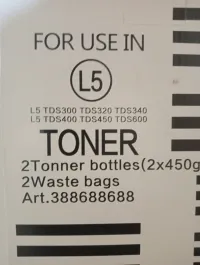 FOR USE IN
L5
L5 TDS300 TDS320 TDS340
L5 TDS400 TDS450 TDS600
TONER
2Tonner bottles(2x450g
2Waste bags
Art.388688688